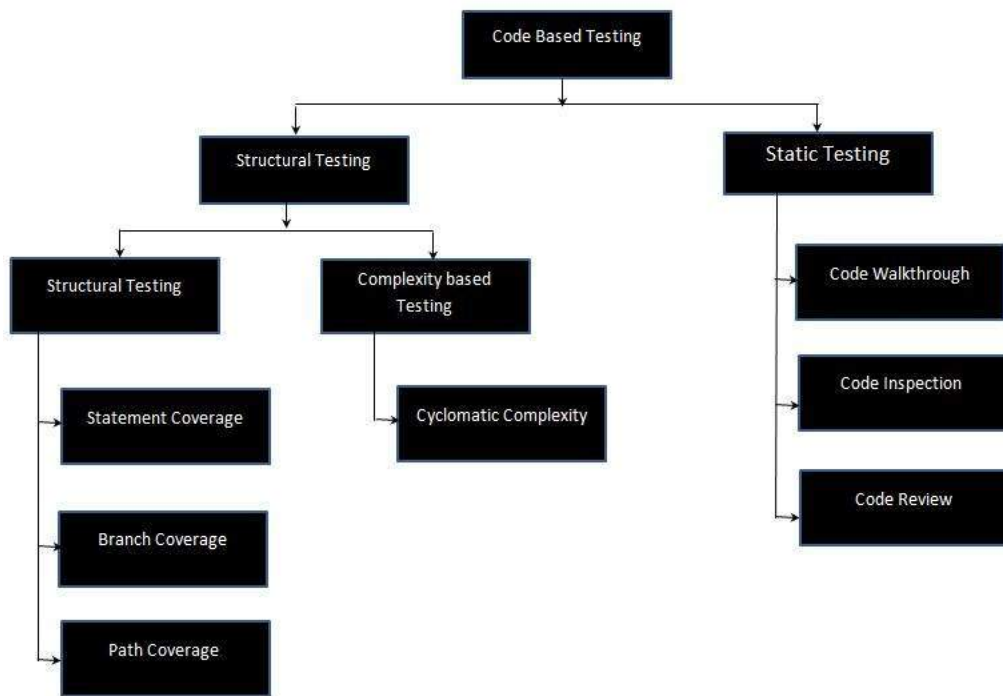 Code Based Testing
Structural Testing
Static Testing
Structural Testing
Complexity based
Testing
Code Walkthrough
Code Inspection
Code Review
Statement Coverage
Branch Coverage
Path Coverage
Cyclomatic Complexity